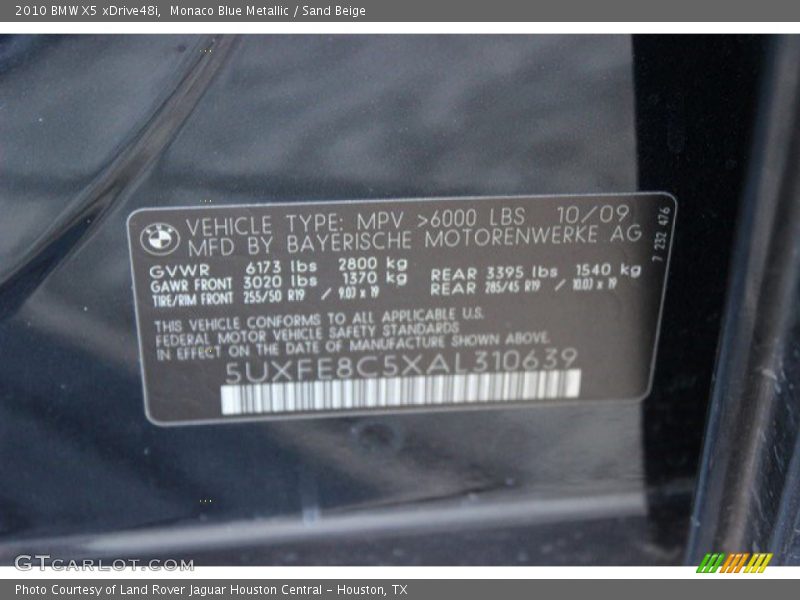 2010 BMW X5 xDrive48i, Monaco Blue Metallic / Sand Beige
VEHICLE TYPE: MPV >6000 LBS 10/09
MFD BY BAYERISCHE MOTORENWERKE AG
7 232 476
GVWR 6173 lbs 2800 kg
GAWR FRONT 3020 lbs 1370 kg REAR 3395 lbs 1540 kg
TIRE/RIM FRONT 255/50 R19 / 9.0J x 19 REAR 285/45 R19 / 10.0J x 19
THIS VEHICLE CONFORMS TO ALL APPLICABLE U.S.
FEDERAL MOTOR VEHICLE SAFETY STANDARDS
IN EFFECT ON THE DATE OF MANUFACTURE SHOWN ABOVE.
5UXFE8C5XAL310639
GTCARLOT.COM
Photo Courtesy of Land Rover Jaguar Houston Central - Houston, TX